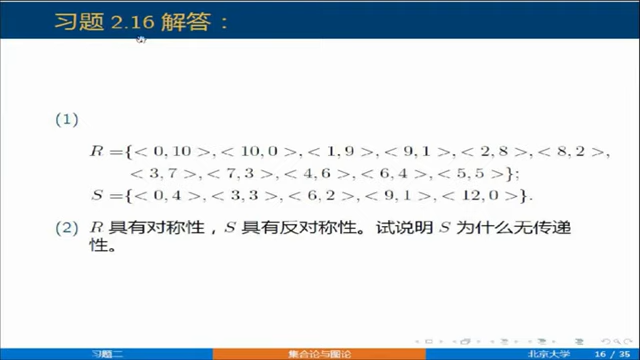 习题 2.16 解答：
(1)
R ={< 0, 10 >, < 10, 0 >, < 1, 9 >, < 9, 1 >, < 2, 8 >, < 8, 2 >,
< 3, 7 >, < 7, 3 >, < 4, 6 >, < 6, 4 >, < 5, 5 >};
S ={< 0, 4 >, < 3, 3 >, < 6, 2 >, < 9, 1 >, < 12, 0 >}.
(2) R 具有对称性，S 具有反对称性。试说明 S 为什么无传递
性。
习题二 集合论与图论 北京大学 16 / 35